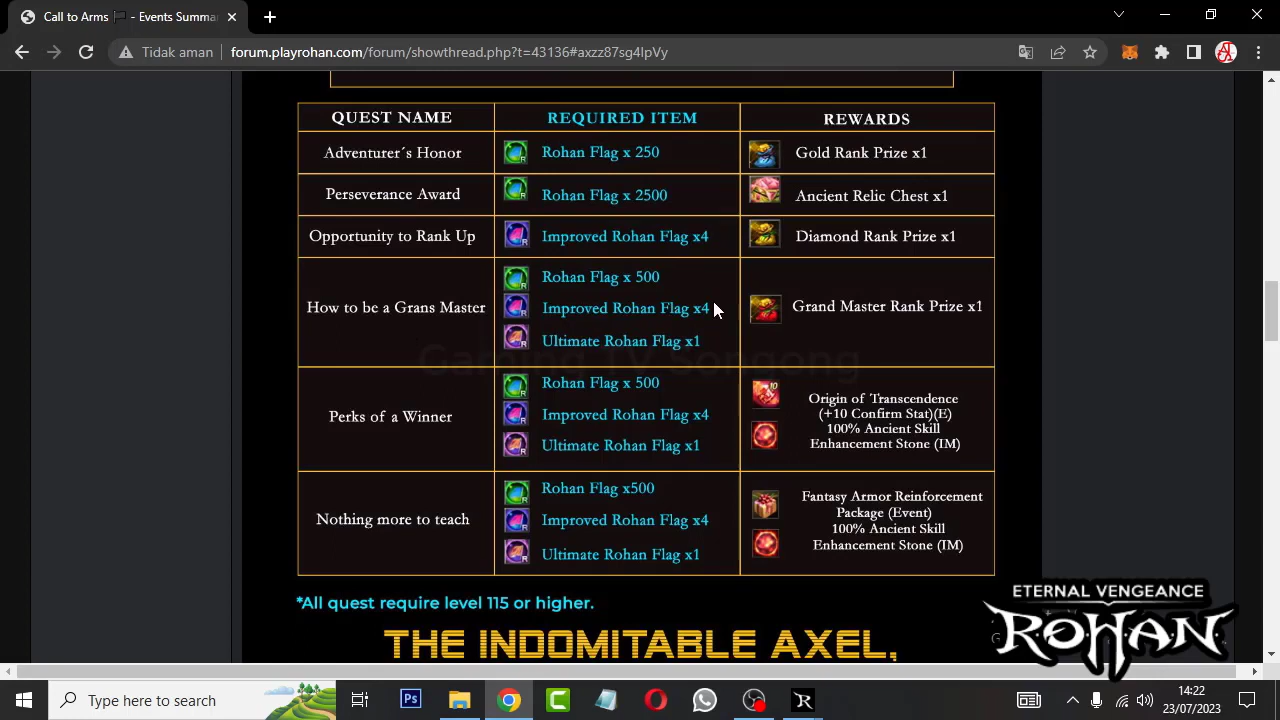 Call to Arms 🏴 - Events Summar
Tidak aman
forum.playrohan.com/forum/showthread.php?t=43136#axzz87sg4IpVy
QUEST NAME REQUIRED ITEM REWARDS
Adventurer´s Honor Rohan Flag x 250 Gold Rank Prize x1
Perseverance Award Rohan Flag x 2500 Ancient Relic Chest x1
Opportunity to Rank Up Improved Rohan Flag x4 Diamond Rank Prize x1
How to be a Grans Master
Rohan Flag x 500
Improved Rohan Flag x4
Ultimate Rohan Flag x1
Grand Master Rank Prize x1
Gaming TV Songong
Perks of a Winner
Rohan Flag x 500
Improved Rohan Flag x4
Ultimate Rohan Flag x1
Origin of Transcendence
(+10 Confirm Stat)(E)
100% Ancient Skill
Enhancement Stone (IM)
Nothing more to teach
Rohan Flag x500
Improved Rohan Flag x4
Ultimate Rohan Flag x1
Fantasy Armor Reinforcement
Package (Event)
100% Ancient Skill
Enhancement Stone (IM)
*All quest require level 115 or higher.
THE INDOMITABLE AXEL,
ETERNAL VENGEANCE
ROHAN
Type here to search
14:22
23/07/2023